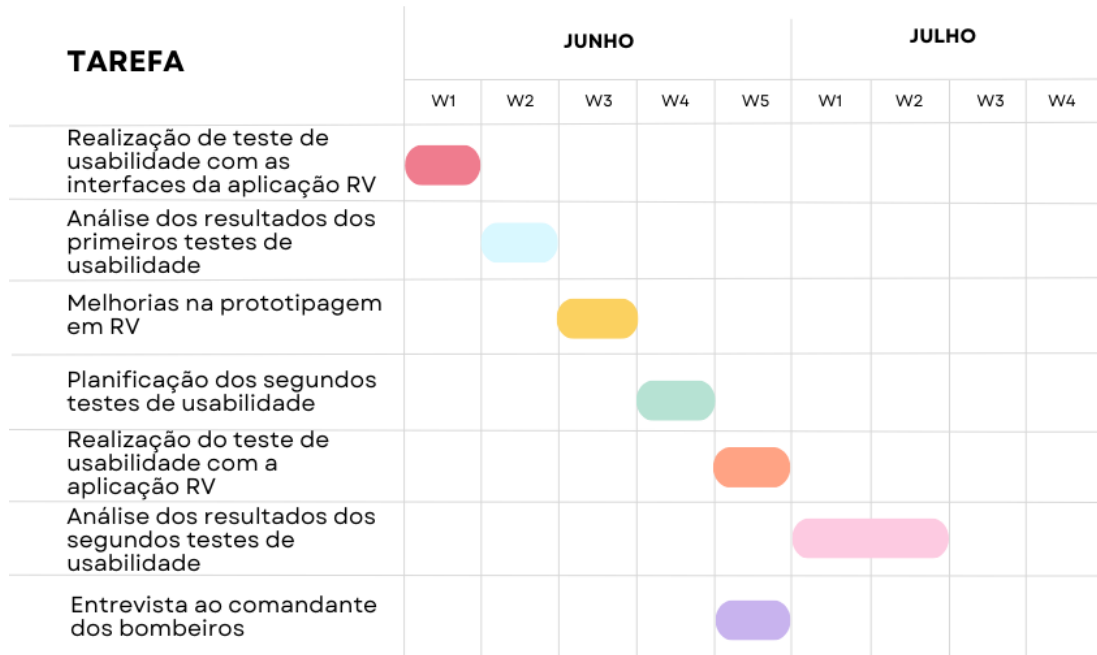 TAREFA
JUNHO
JULHO
W1 W2 W3 W4 W5 W1 W2 W3 W4
Realização de teste de
usabilidade com as
interfaces da aplicação RV
Análise dos resultados dos
primeiros testes de
usabilidade
Melhorias na prototipagem
em RV
Planificação dos segundos
testes de usabilidade
Realização do teste de
usabilidade com a
aplicação RV
Análise dos resultados dos
segundos testes de
usabilidade
Entrevista ao comandante
dos bombeiros